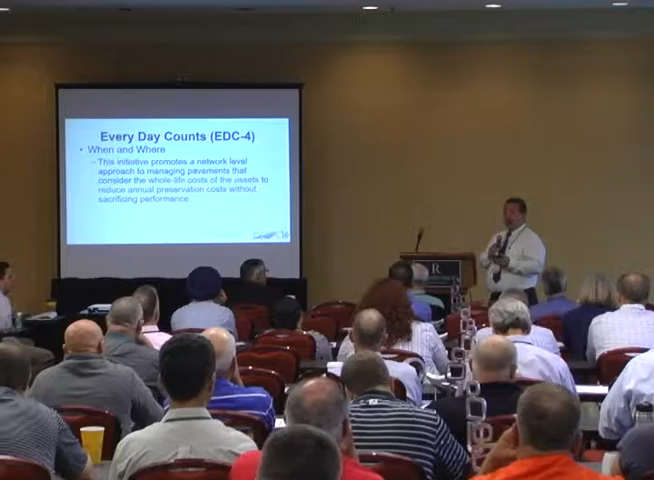 Every Day Counts (EDC-4)
• When and Where
– This initiative promotes a network level
approach to managing pavements that
consider the whole-life costs of the assets to
reduce annual preservation costs without
sacrificing performance.
16
R